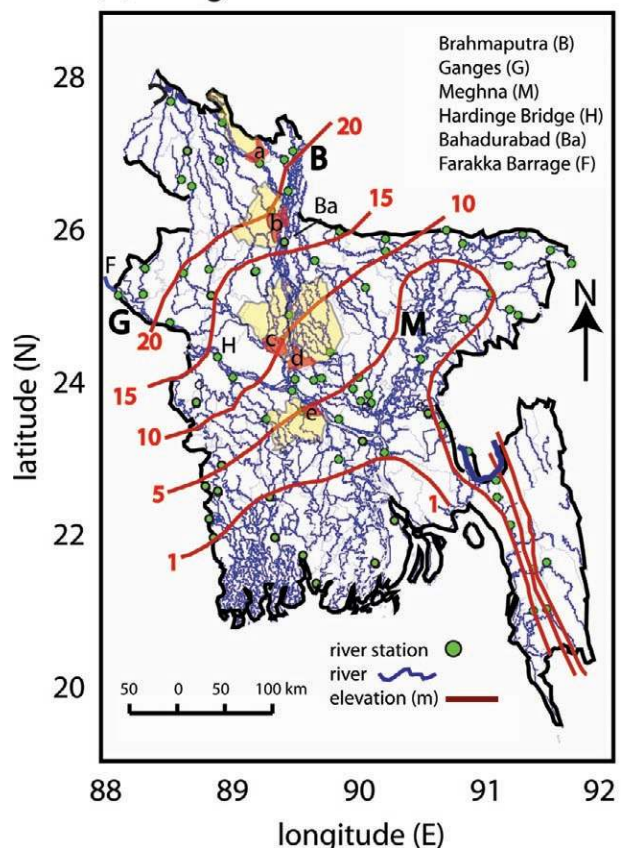 Brahmaputra (B)
Ganges (G)
Meghna (M)
Hardinge Bridge (H)
Bahadurabad (Ba)
Farakka Barrage (F)
28
20
a
B
15
10
b
Ba
26
F
N
G
M
20
H
c
d
24
15
10
e
5
1
22
1
river station
river
elevation (m)
20
50 0 50 100 km
88 89 90 91 92
longitude (E)
latitude (N)